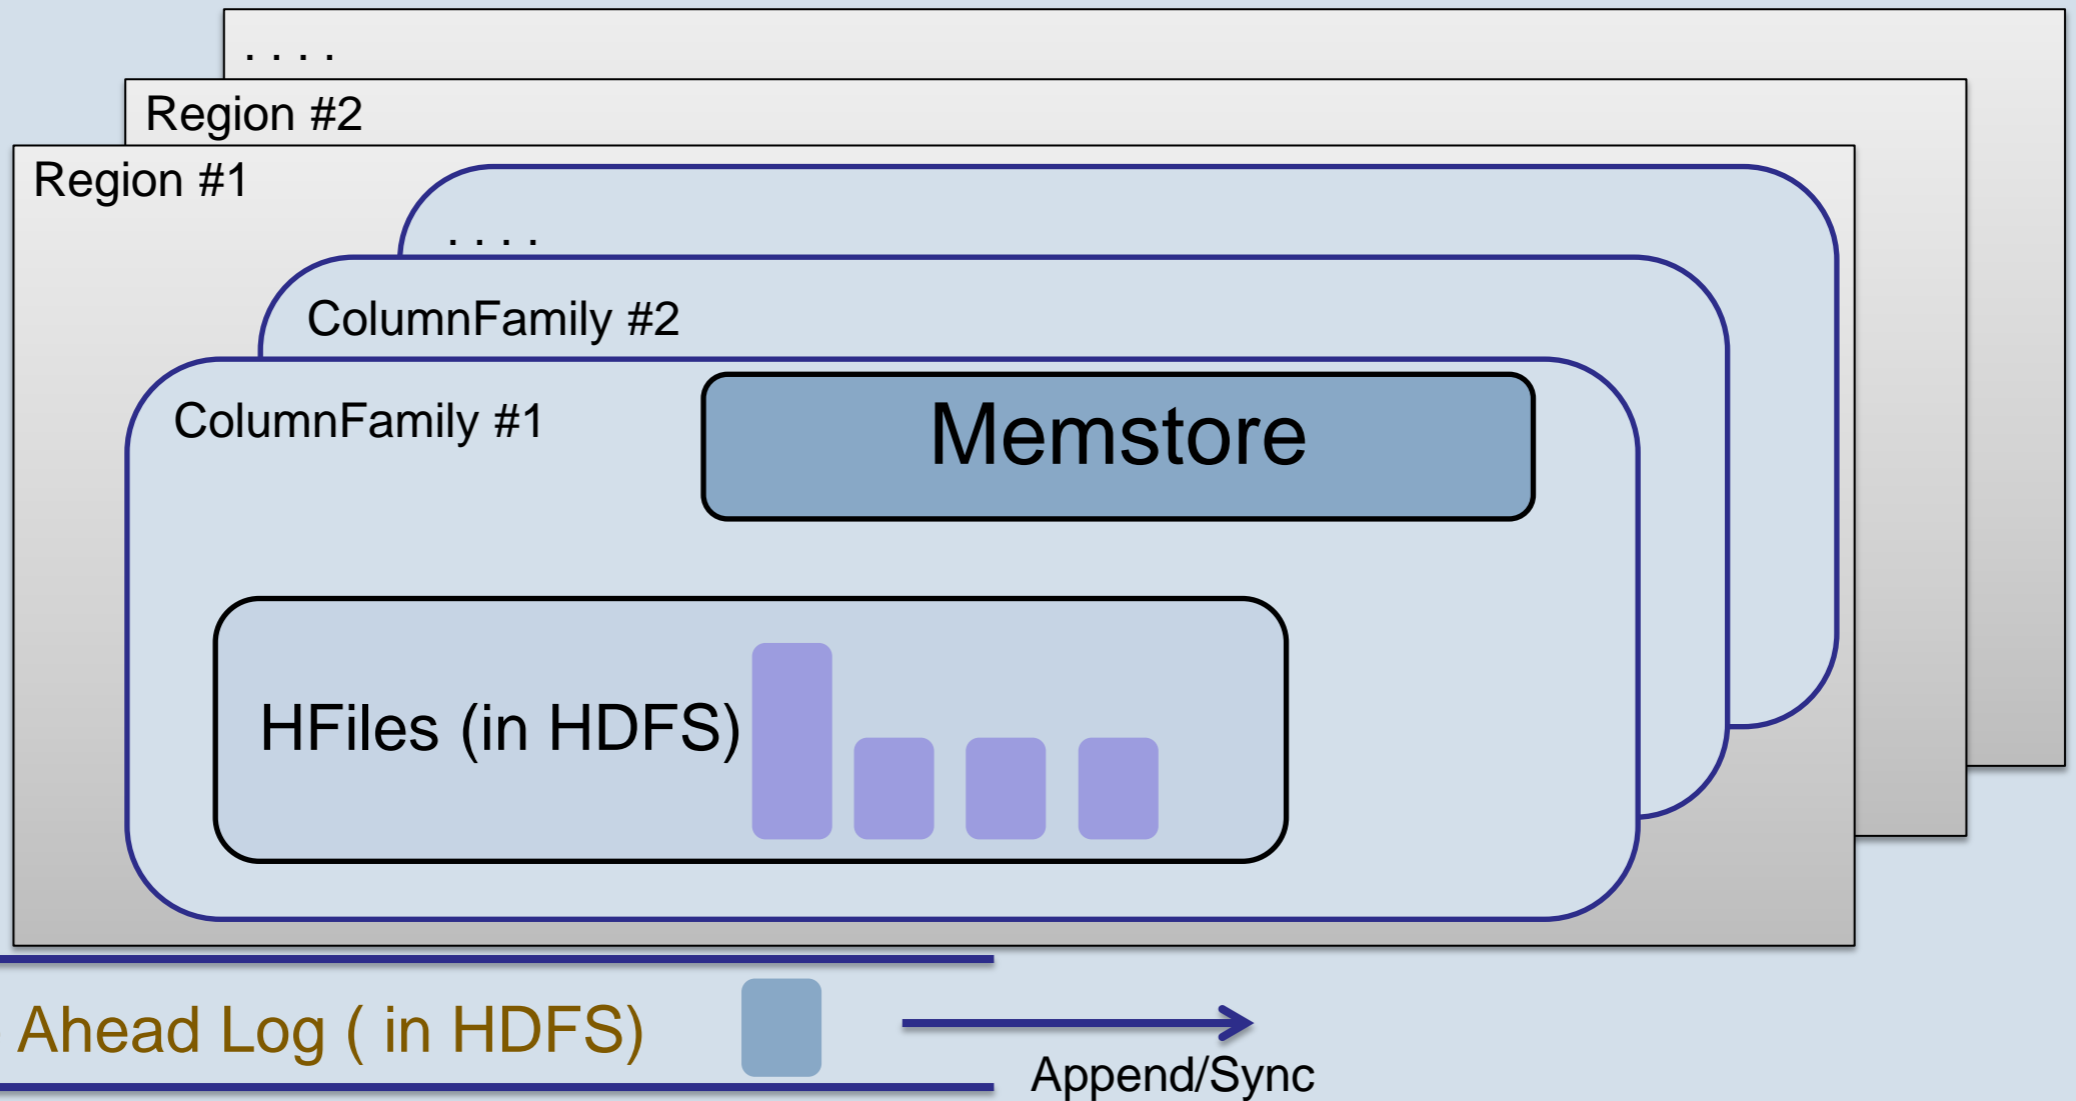 . . . .
Region #2
Region #1
. . . .
ColumnFamily #2
ColumnFamily #1
Memstore
HFiles (in HDFS)
Ahead Log ( in HDFS)
Append/Sync